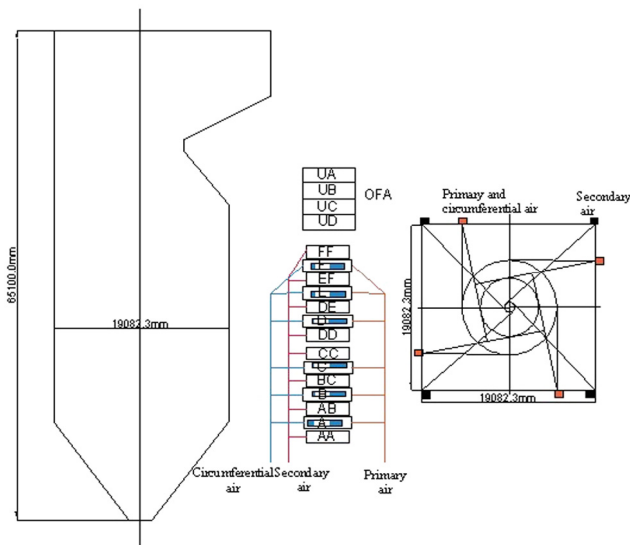 65100.0mm
19082.3mm
UA
UB
UC
UD
OFA
FF
F
EF
E
DE
D
DD
CC
C
BC
B
AB
A
AA
Circumferential
air
Secondary
air
Primary
air
Primary and
circumferential air
Secondary
air
19082.3mm
19082.3mm